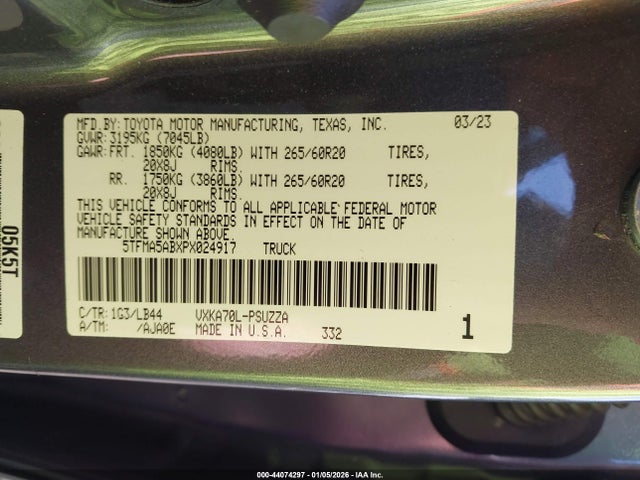 MFD.BY: TOYOTA MOTOR MANUFACTURING, TEXAS, INC. 03/23
GVWR: 3195KG (7045LB)
GAWR: FRT. 1850KG (4080LB) WITH 265/60R20 TIRES,
20X8J RIMS.
RR. 1750KG (3860LB) WITH 265/60R20 TIRES,
20X8J RIMS.
THIS VEHICLE CONFORMS TO ALL APPLICABLE FEDERAL MOTOR
VEHICLE SAFETY STANDARDS IN EFFECT ON THE DATE OF
MANUFACTURE SHOWN ABOVE.
5TFMA5ABXPX024917 TRUCK
C/TR: 1G3/LB44 VXKA70L-PSUZZA
A/TM: /AJA0E MADE IN U.S.A. 332 1
05K5T
000-44074297 - 01/05/2026 - IAA Inc.